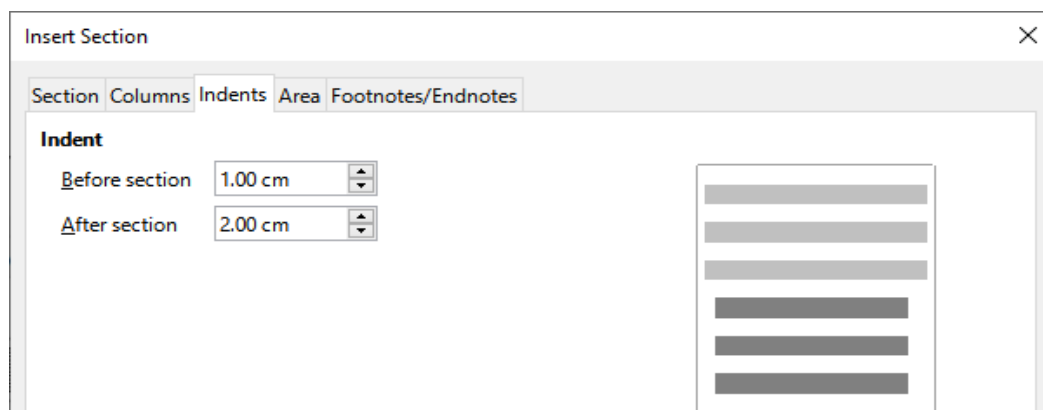 Insert Section
Section Columns Indents Area Footnotes/Endnotes
Indent
Before section 1.00 cm
After section 2.00 cm